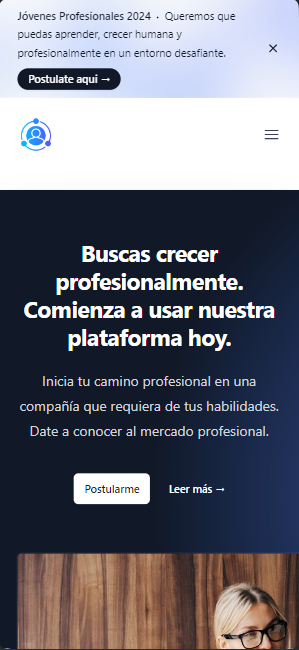 Jóvenes Profesionales 2024 · Queremos que
puedas aprender, crecer humana y
profesionalmente en un entorno desafiante.
Postulate aqui →
Buscas crecer
profesionalmente.
Comienza a usar nuestra
plataforma hoy.
Inicia tu camino profesional en una
compañía que requiera de tus habilidades.
Date a conocer al mercado profesional.
Postularme Leer más →